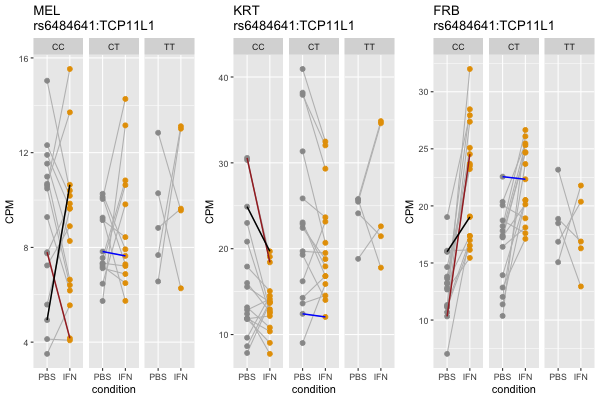 MEL
rs6484641:TCP11L1
CC CT TT
16
12
8
4
CPM
PBS IFN PBS IFN PBS IFN
condition
KRT
rs6484641:TCP11L1
CC CT TT
40
30
20
10
CPM
PBS IFN PBS IFN PBS IFN
condition
FRB
rs6484641:TCP11L1
CC CT TT
30
25
20
15
10
CPM
PBS IFN PBS IFN PBS IFN
condition